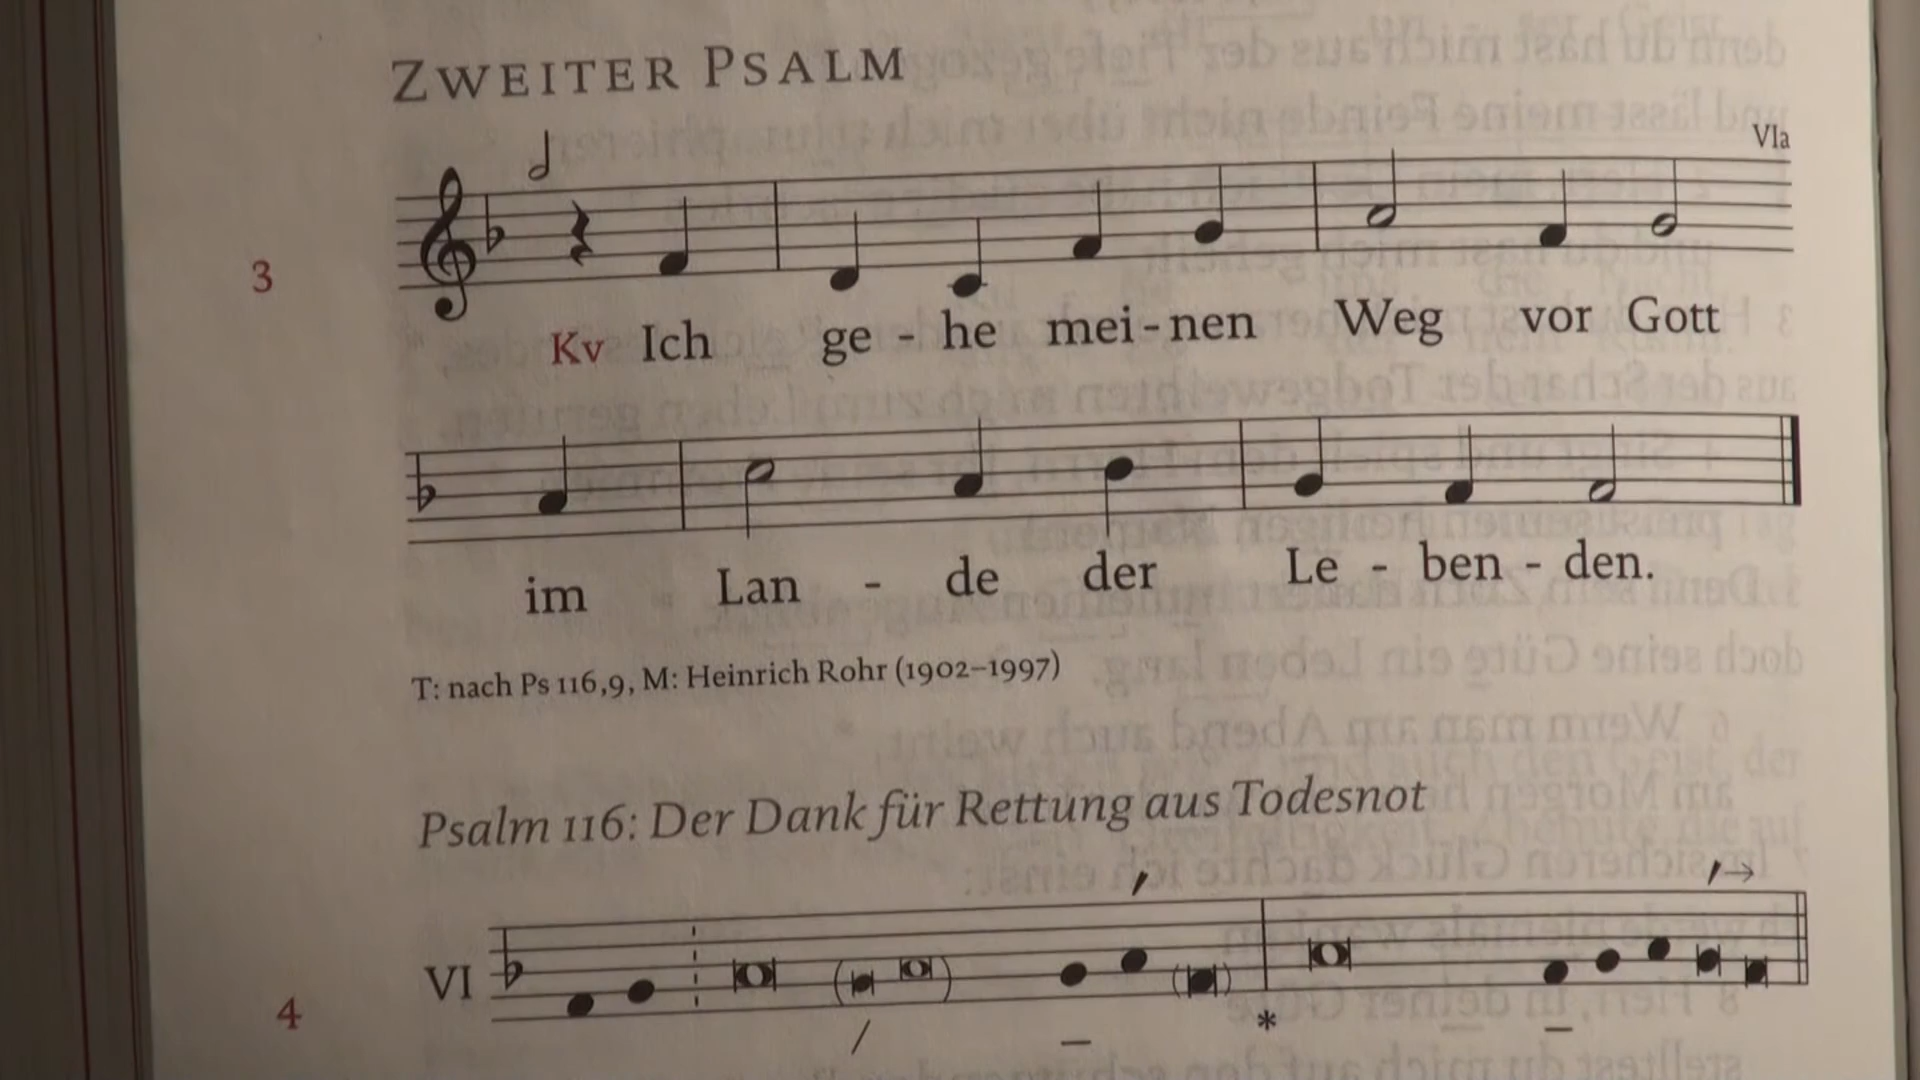 ZWEITER PSALM
VIa
3
Kv Ich ge - he mei - nen Weg vor Gott
im Lan - de der Le - ben - den.
T: nach Ps 116,9, M: Heinrich Rohr (1902–1997)
Psalm 116: Der Dank für Rettung aus Todesnot
4 VI
*